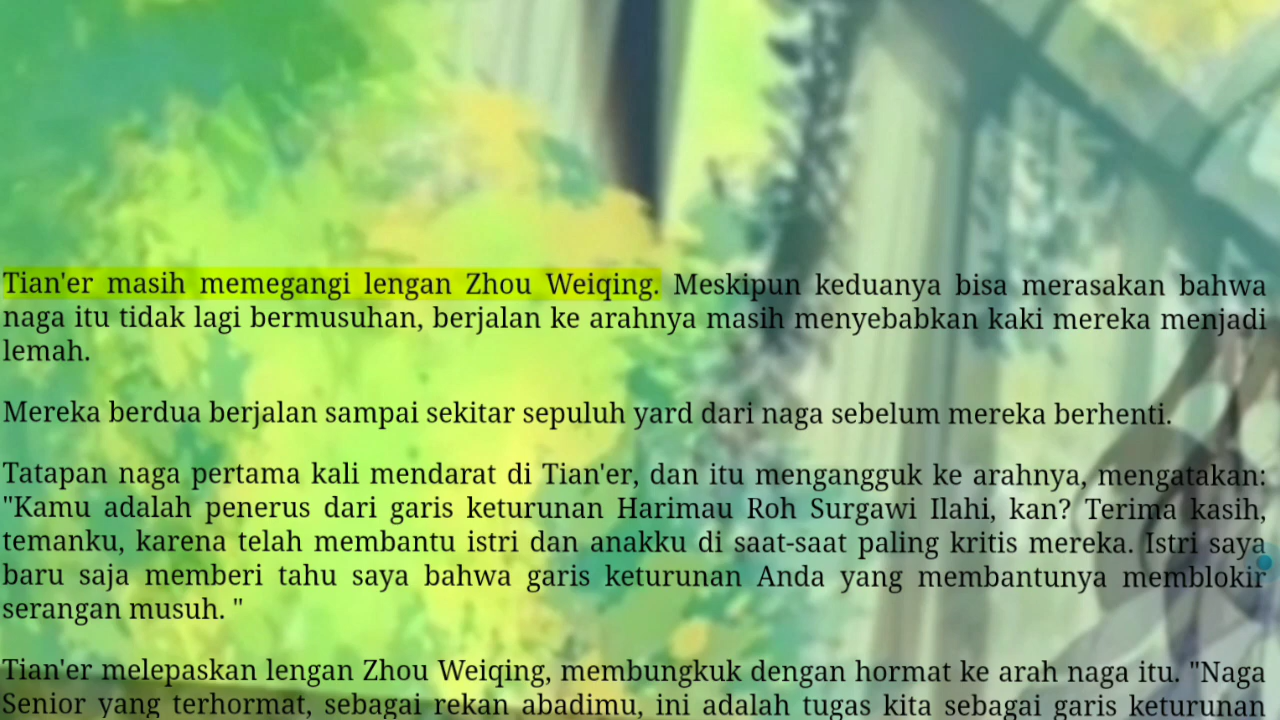 Tian'er masih memegangi lengan Zhou Weiqing. Meskipun keduanya bisa merasakan bahwa
naga itu tidak lagi bermusuhan, berjalan ke arahnya masih menyebabkan kaki mereka menjadi
lemah.
Mereka berdua berjalan sampai sekitar sepuluh yard dari naga sebelum mereka berhenti.
Tatapan naga pertama kali mendarat di Tian'er, dan itu mengangguk ke arahnya, mengatakan:
"Kamu adalah penerus dari garis keturunan Harimau Roh Surgawi Ilahi, kan? Terima kasih,
temanku, karena telah membantu istri dan anakku di saat-saat paling kritis mereka. Istri saya
baru saja memberi tahu saya bahwa garis keturunan Anda yang membantunya memblokir
serangan musuh. "
Tian'er melepaskan lengan Zhou Weiqing, membungkuk dengan hormat ke arah naga itu. "Naga
Senior yang terhormat, sebagai rekan abadimu, ini adalah tugas kita sebagai garis keturunan